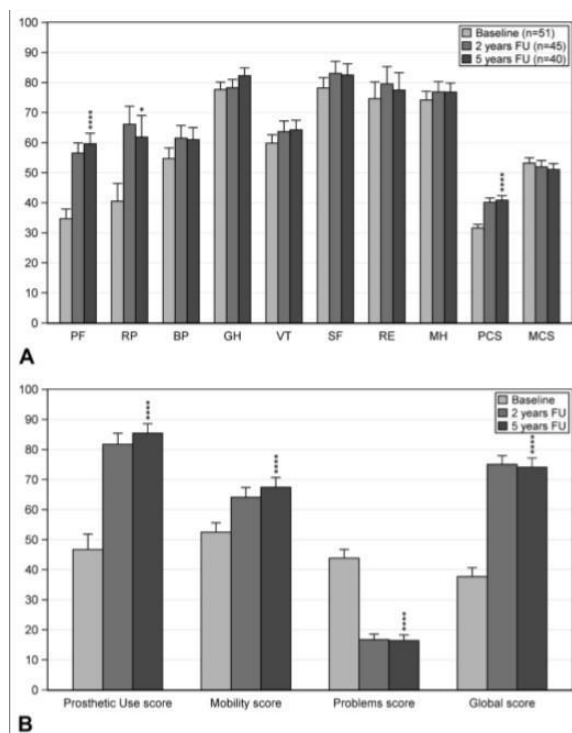 100
90
80
70
60
50
40
30
20
10
0
Baseline (n=51)
2 years FU (n=45)
5 years FU (n=40)
**** * ****
PF RP BP GH VT SF RE MH PCS MCS
A
100
90
80
70
60
50
40
30
20
10
0
Baseline
2 years FU
5 years FU
**** **** **** ****
Prosthetic Use score Mobility score Problems score Global score
B